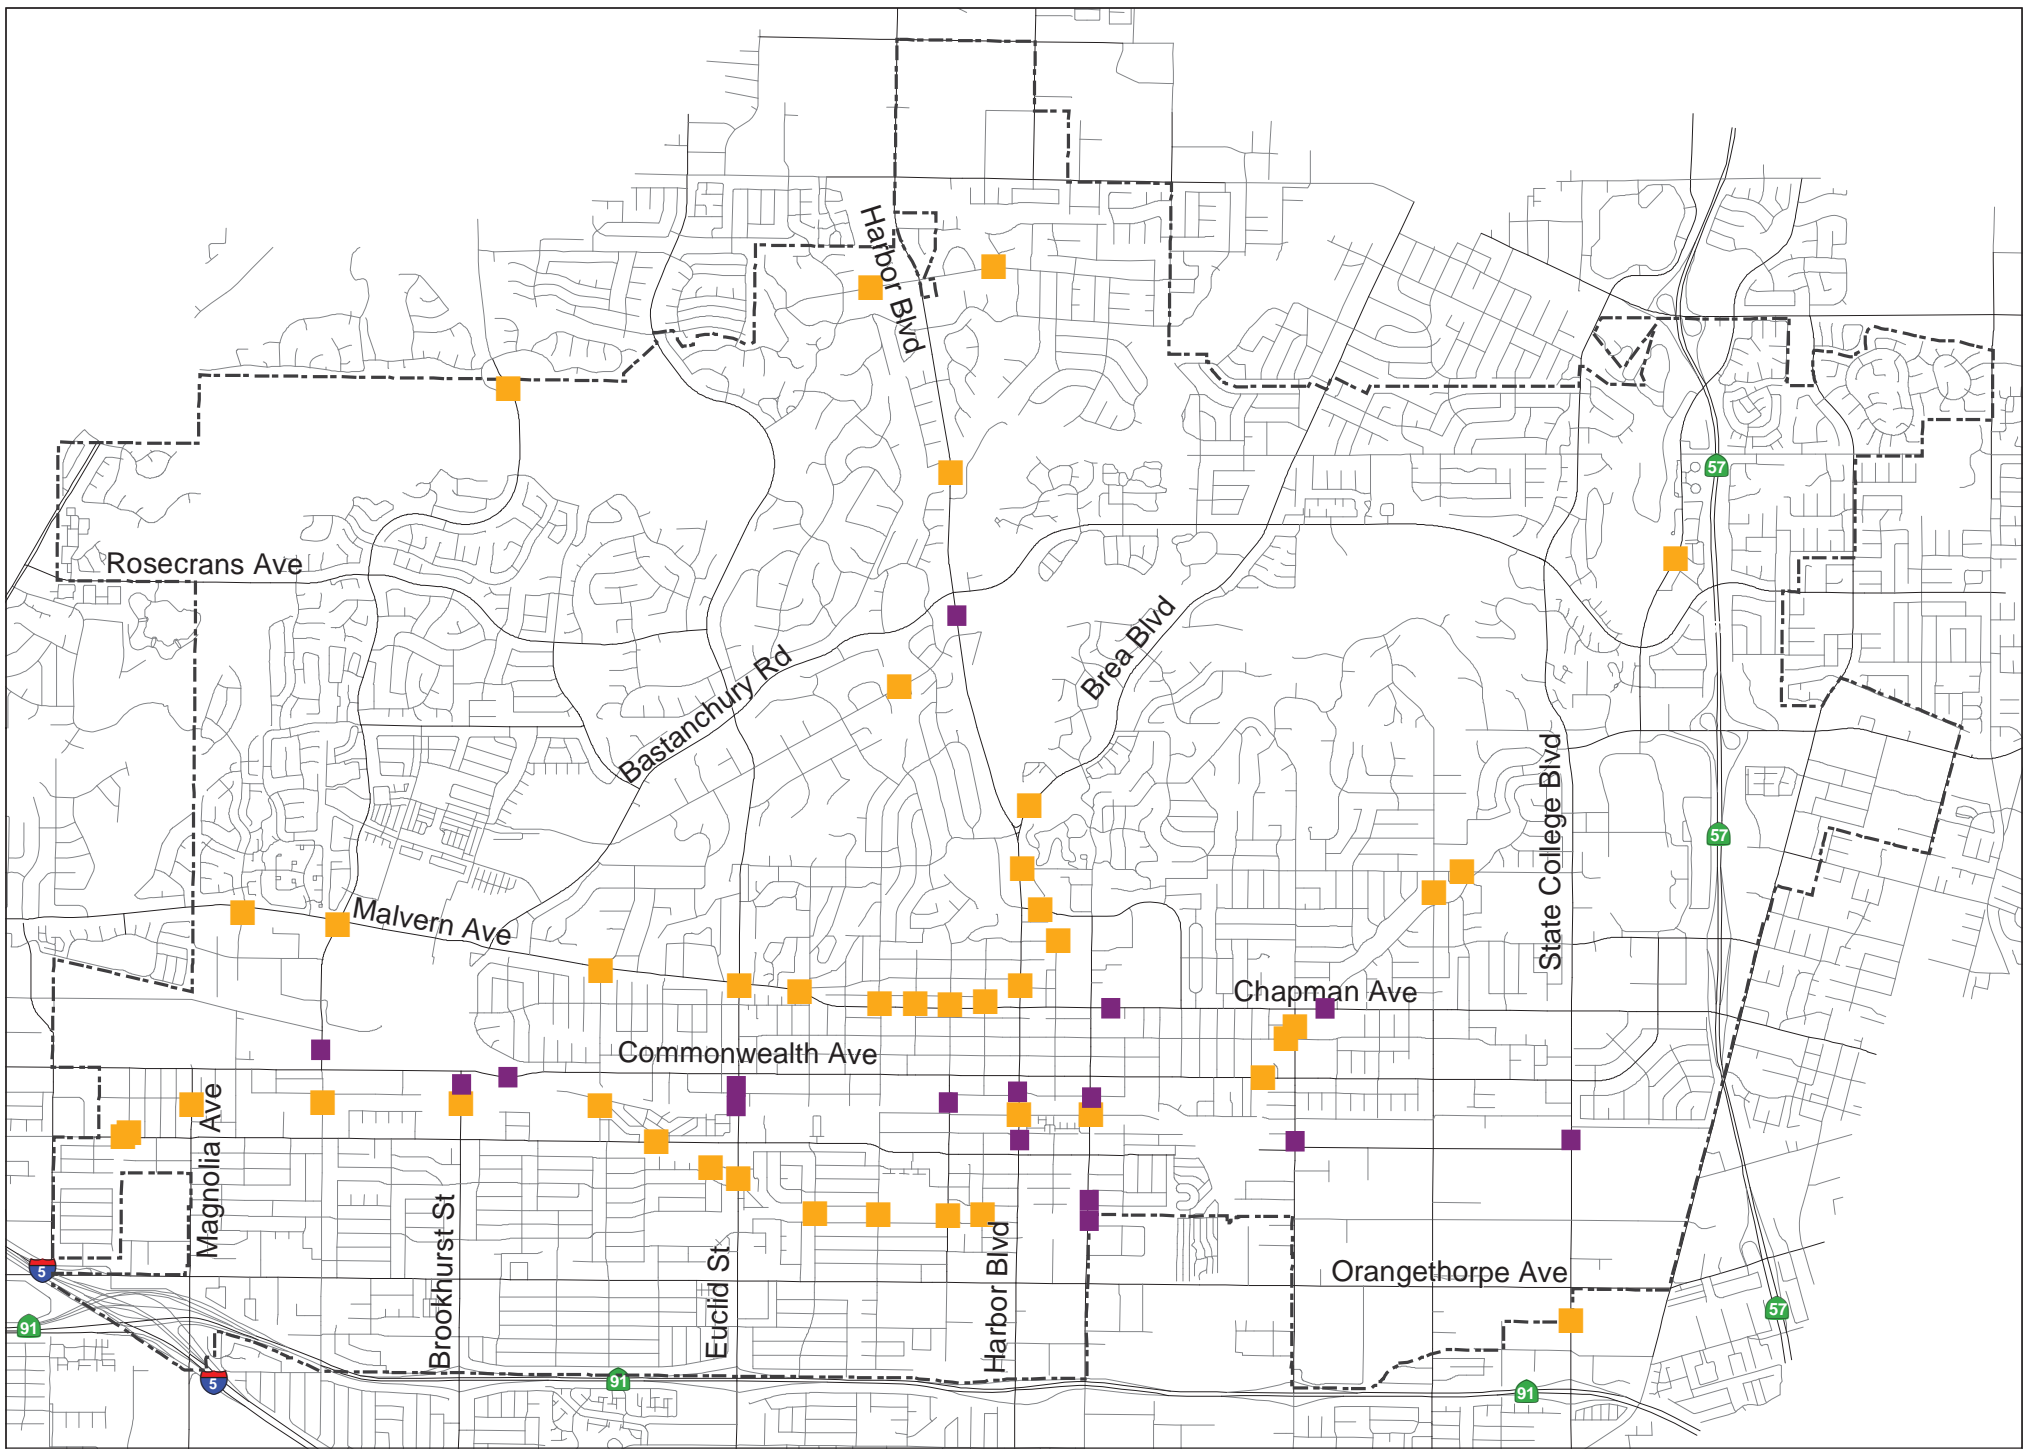 Harbor Blvd
57
Rosecrans Ave
Brea Blvd
Bastanchury Rd
State College Blvd
57
Malvern Ave
Chapman Ave
Commonwealth Ave
Magnolia Ave
Brookhurst St
Euclid St
Harbor Blvd
Orangethorpe Ave
5
91
57
5
91
91